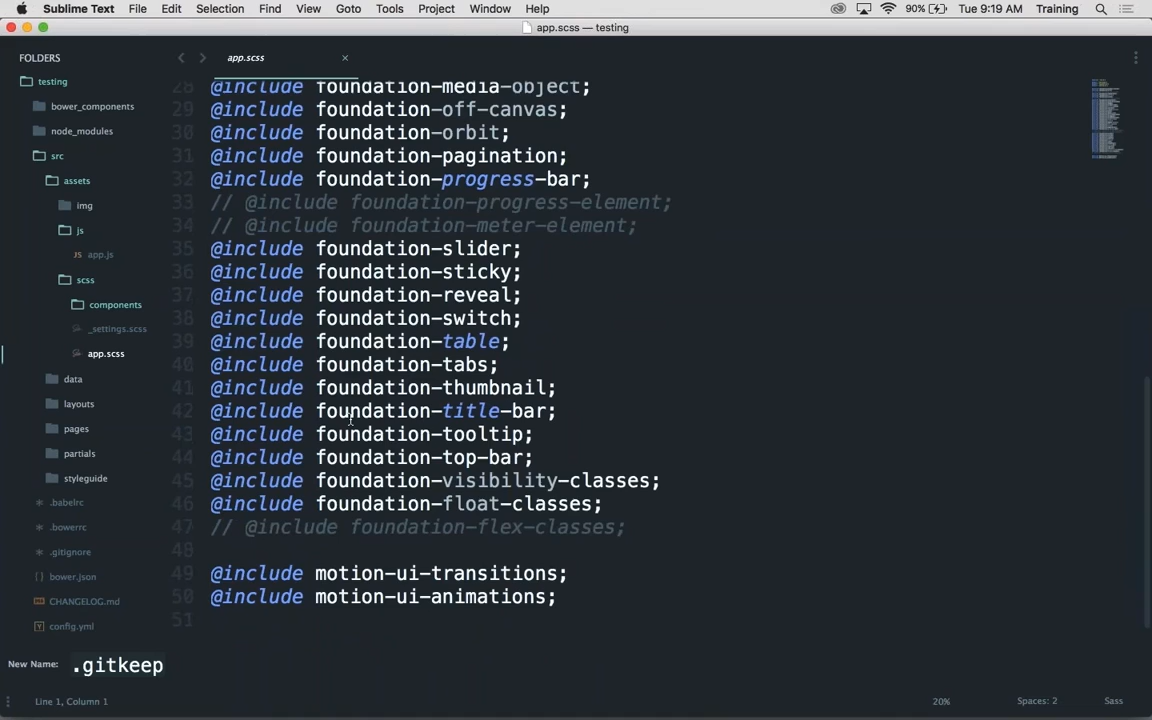 Sublime Text File Edit Selection Find View Goto Tools Project Window Help 90% Tue 9:19 AM Training
app.scss — testing
FOLDERS
testing
bower_components
node_modules
src
assets
img
js
app.js
scss
components
_settings.scss
app.scss
data
layouts
pages
partials
styleguide
.babelrc
.bowerrc
.gitignore
bower.json
CHANGELOG.md
config.yml
app.scss ×
28 @include foundation-media-object;
29 @include foundation-off-canvas;
30 @include foundation-orbit;
31 @include foundation-pagination;
32 @include foundation-progress-bar;
33 // @include foundation-progress-element;
34 // @include foundation-meter-element;
35 @include foundation-slider;
36 @include foundation-sticky;
37 @include foundation-reveal;
38 @include foundation-switch;
39 @include foundation-table;
40 @include foundation-tabs;
41 @include foundation-thumbnail;
42 @include foundation-title-bar;
43 @include foundation-tooltip;
44 @include foundation-top-bar;
45 @include foundation-visibility-classes;
46 @include foundation-float-classes;
47 // @include foundation-flex-classes;
48
49 @include motion-ui-transitions;
50 @include motion-ui-animations;
51
New Name: .gitkeep
Line 1, Column 1 20% Spaces: 2 Sass